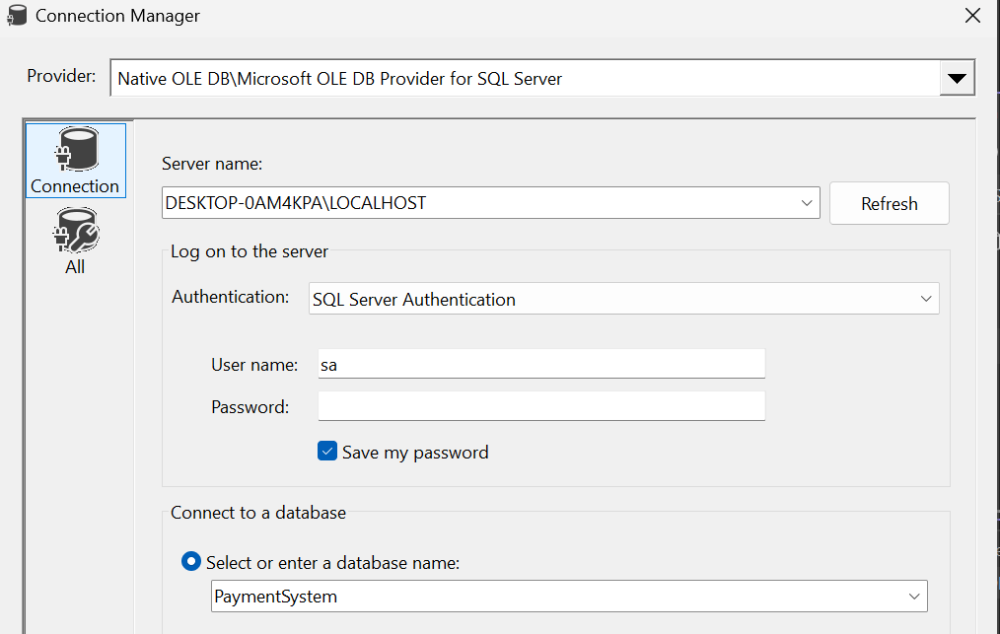 Connection Manager
Provider: Native OLE DB\Microsoft OLE DB Provider for SQL Server
Connection
All
Server name:
DESKTOP-0AM4KPA\LOCALHOST
Refresh
Log on to the server
Authentication: SQL Server Authentication
User name: sa
Password:
Save my password
Connect to a database
Select or enter a database name:
PaymentSystem